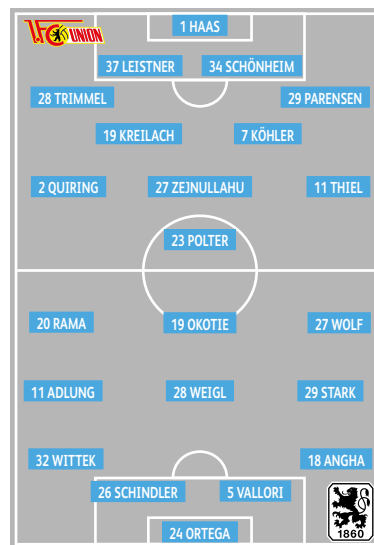 1 HAAS
1.FC UNION
37 LEISTNER 34 SCHÖNHEIM
28 TRIMMEL 29 PARENSEN
19 KREILACH 7 KÖHLER
2 QUIRING 27 ZEJNULLAHU 11 THIEL
23 POLTER
20 RAMA 19 OKOTIE 27 WOLF
11 ADLUNG 28 WEIGL 29 STARK
32 WITTEK 18 ANGHA
26 SCHINDLER 5 VALLORI
24 ORTEGA
1860